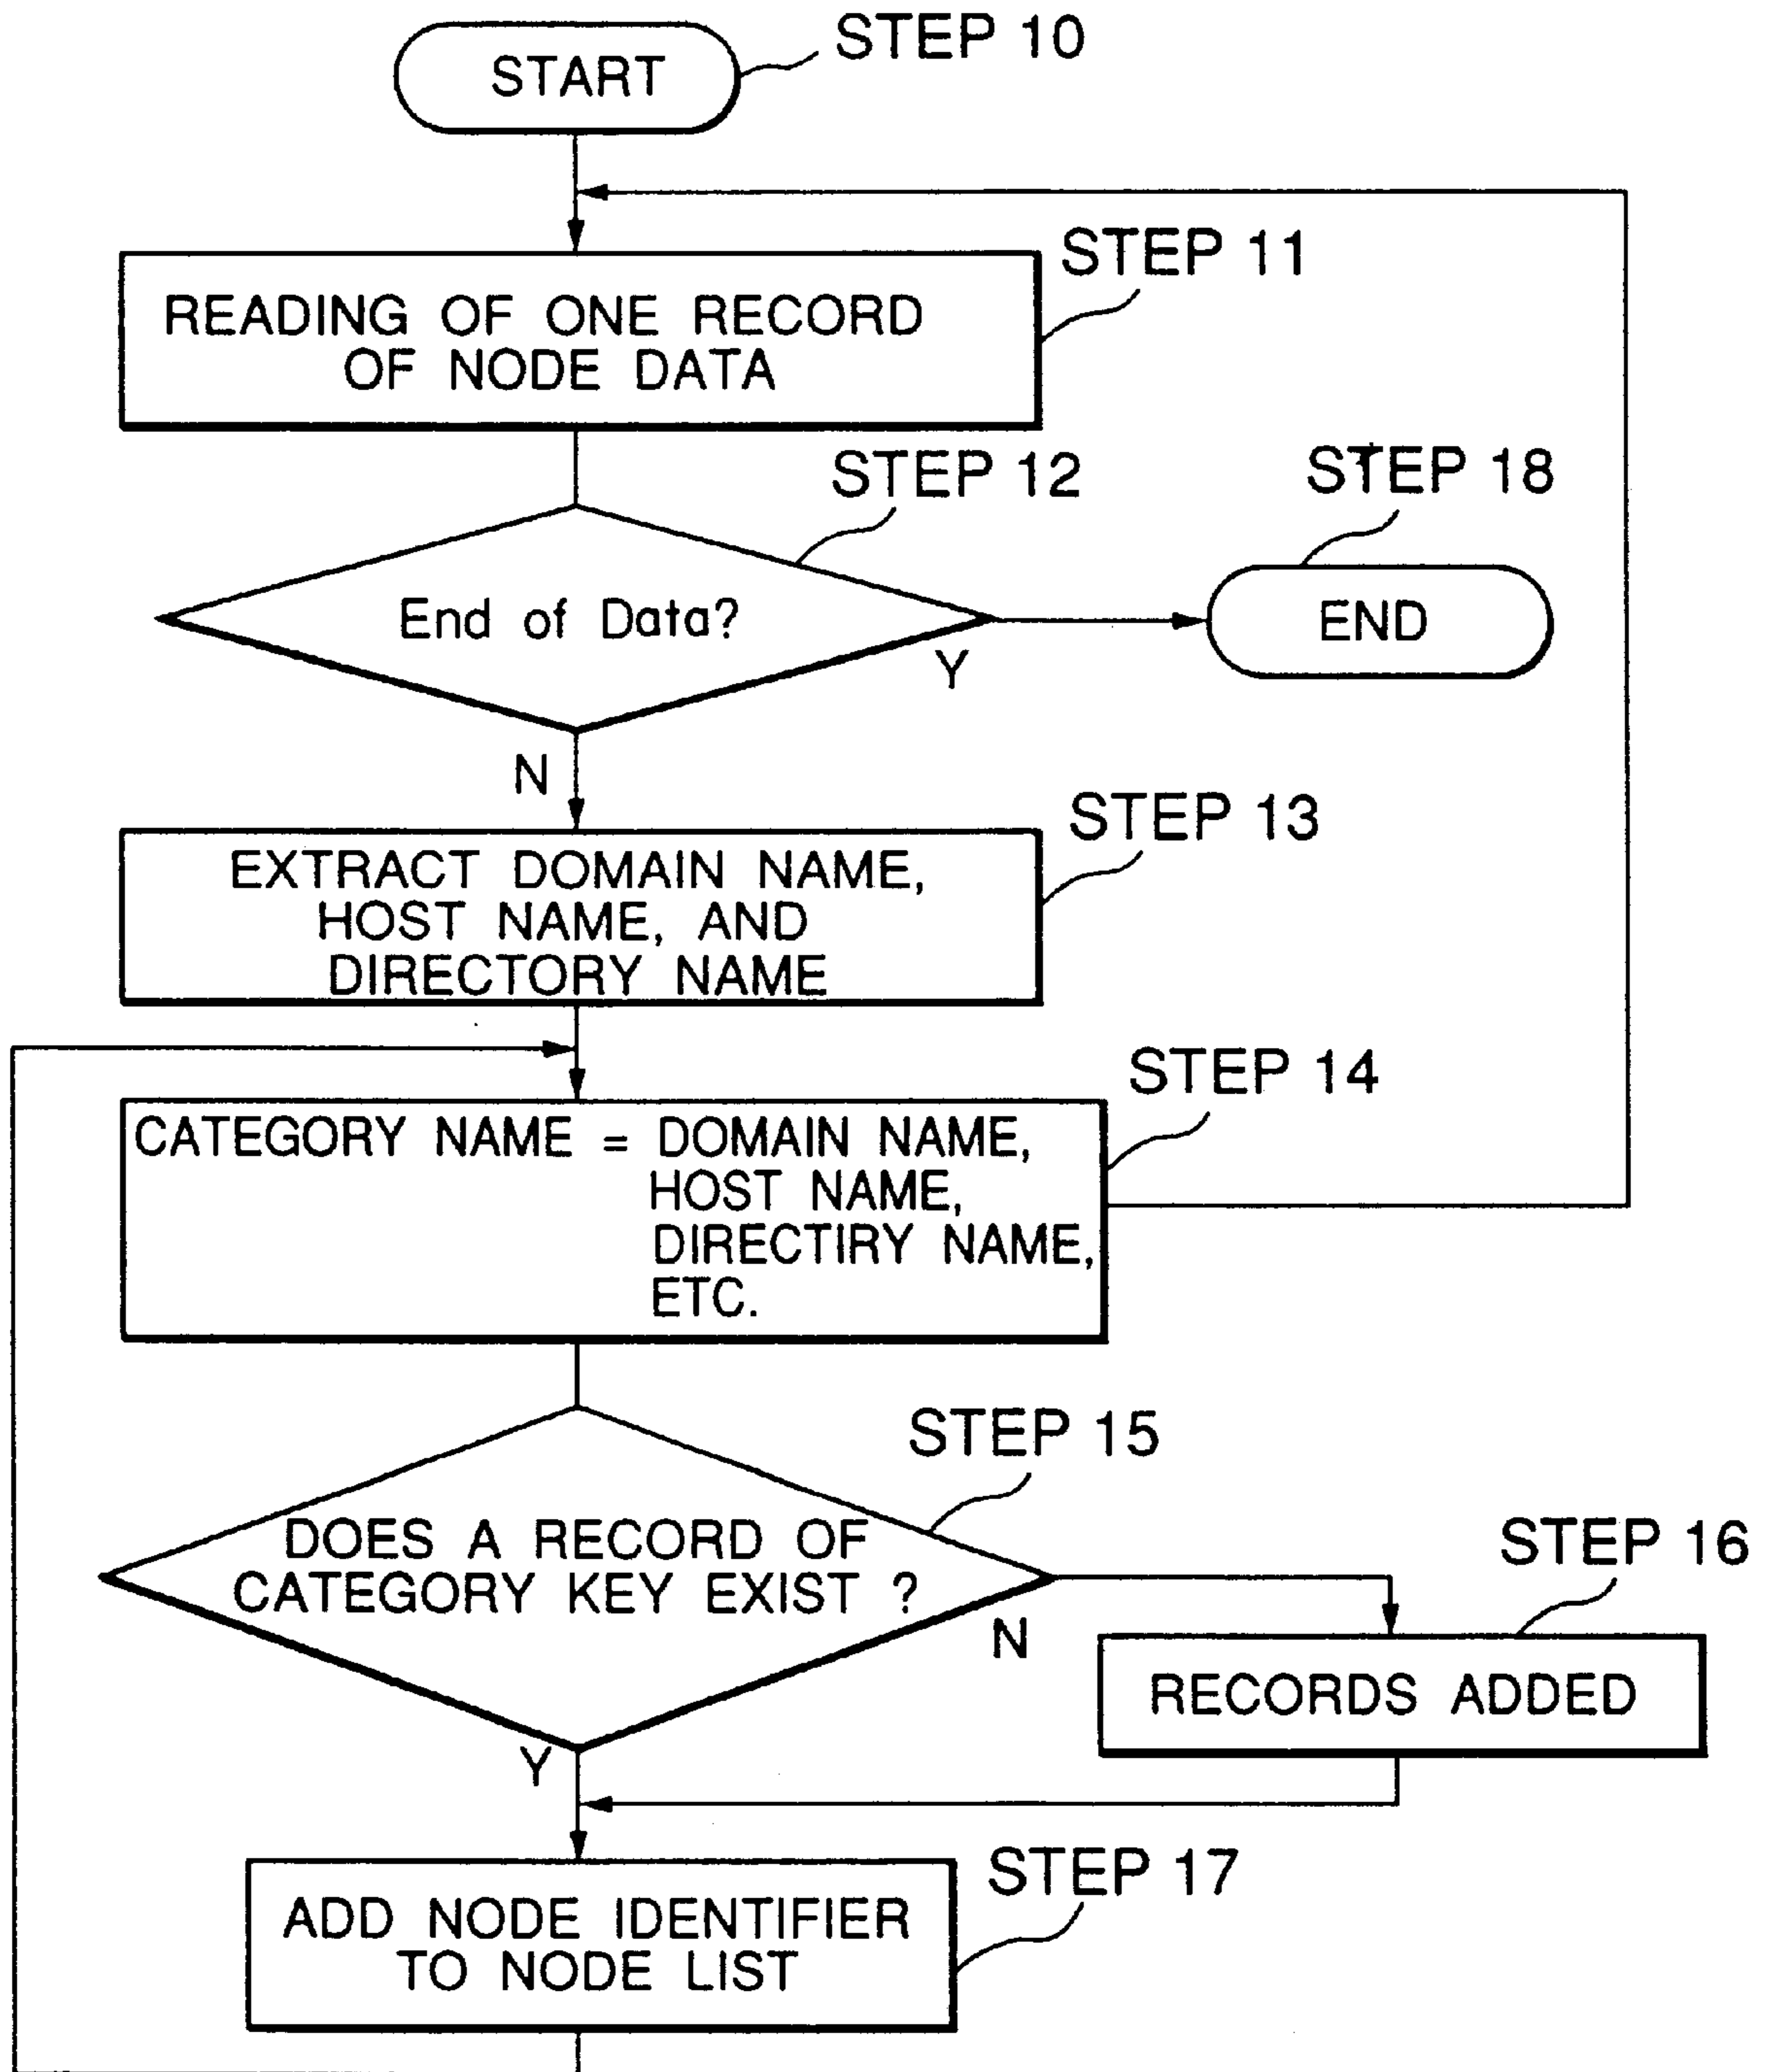 STEP 10
START
STEP 11
READING OF ONE RECORD
OF NODE DATA
STEP 12
STEP 18
End of Data?
END
Y
N
STEP 13
EXTRACT DOMAIN NAME,
HOST NAME, AND
DIRECTORY NAME
STEP 14
CATEGORY NAME = DOMAIN NAME,
HOST NAME,
DIRECTIRY NAME,
ETC.
STEP 15
DOES A RECORD OF
CATEGORY KEY EXIST ?
STEP 16
N
RECORDS ADDED
Y
STEP 17
ADD NODE IDENTIFIER
TO NODE LIST